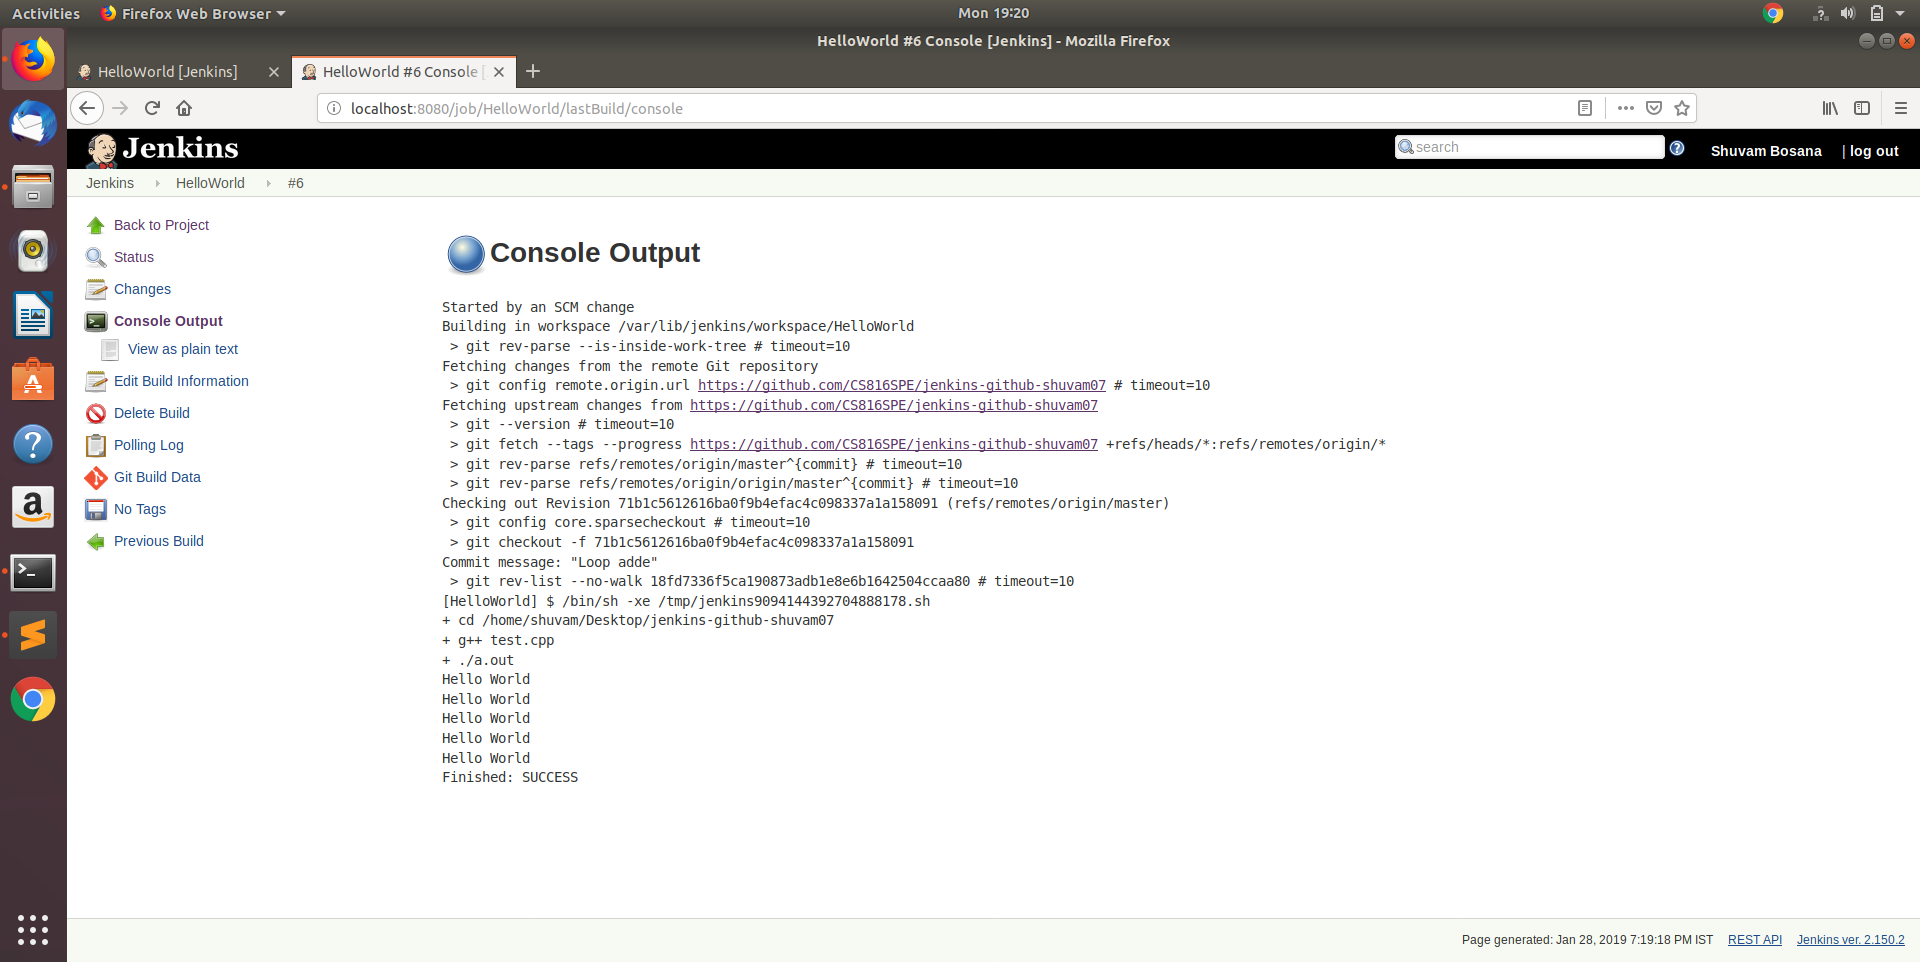 Activities Firefox Web Browser Mon 19:20
HelloWorld #6 Console [Jenkins] - Mozilla Firefox
HelloWorld [Jenkins] HelloWorld #6 Console [
localhost:8080/job/HelloWorld/lastBuild/console
Jenkins search Shuvam Bosana | log out
Jenkins HelloWorld #6
Back to Project
Status
Changes
Console Output
View as plain text
Edit Build Information
Delete Build
Polling Log
Git Build Data
No Tags
Previous Build
Console Output
Started by an SCM change
Building in workspace /var/lib/jenkins/workspace/HelloWorld
> git rev-parse --is-inside-work-tree # timeout=10
Fetching changes from the remote Git repository
> git config remote.origin.url https://github.com/CS816SPE/jenkins-github-shuvam07 # timeout=10
Fetching upstream changes from https://github.com/CS816SPE/jenkins-github-shuvam07
> git --version # timeout=10
> git fetch --tags --progress https://github.com/CS816SPE/jenkins-github-shuvam07 +refs/heads/*:refs/remotes/origin/*
> git rev-parse refs/remotes/origin/master^{commit} # timeout=10
> git rev-parse refs/remotes/origin/origin/master^{commit} # timeout=10
Checking out Revision 71b1c5612616ba0f9b4efac4c098337a1a158091 (refs/remotes/origin/master)
> git config core.sparsecheckout # timeout=10
> git checkout -f 71b1c5612616ba0f9b4efac4c098337a1a158091
Commit message: "Loop adde"
> git rev-list --no-walk 18fd7336f5ca190873adb1e8e6b1642504ccaa80 # timeout=10
[HelloWorld] $ /bin/sh -xe /tmp/jenkins9094144392704888178.sh
+ cd /home/shuvam/Desktop/jenkins-github-shuvam07
+ g++ test.cpp
+ ./a.out
Hello World
Hello World
Hello World
Hello World
Hello World
Finished: SUCCESS
Page generated: Jan 28, 2019 7:19:18 PM IST REST API Jenkins ver. 2.150.2